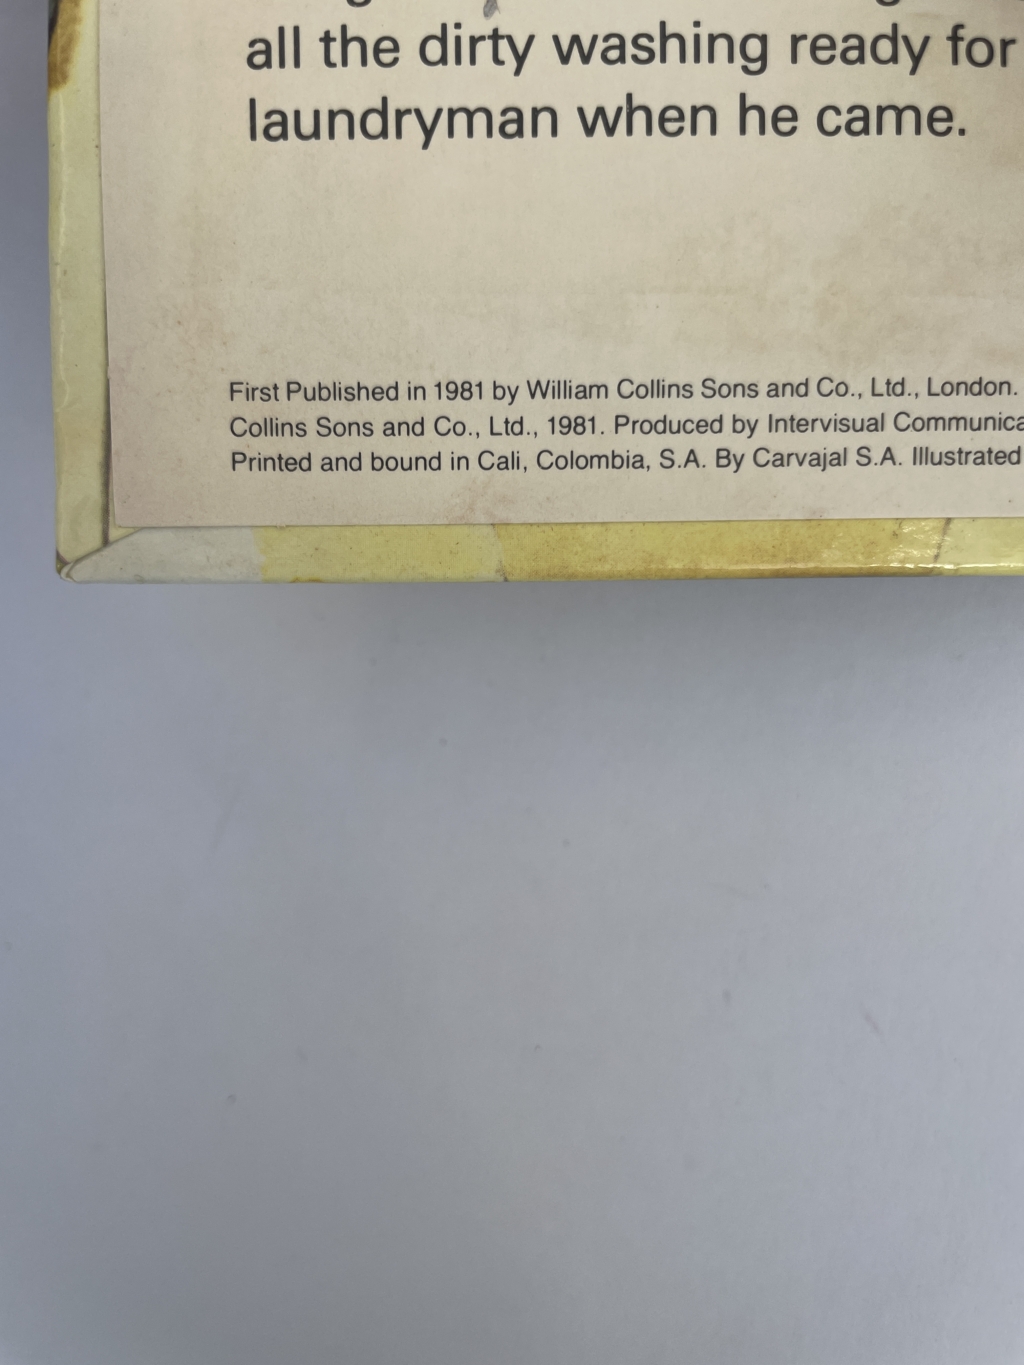 all the dirty washing ready for
laundryman when he came.
First Published in 1981 by William Collins Sons and Co., Ltd., London.
Collins Sons and Co., Ltd., 1981. Produced by Intervisual
Printed and bound in Cali, Colombia, S.A. By Carvajal S.A. Illustrated